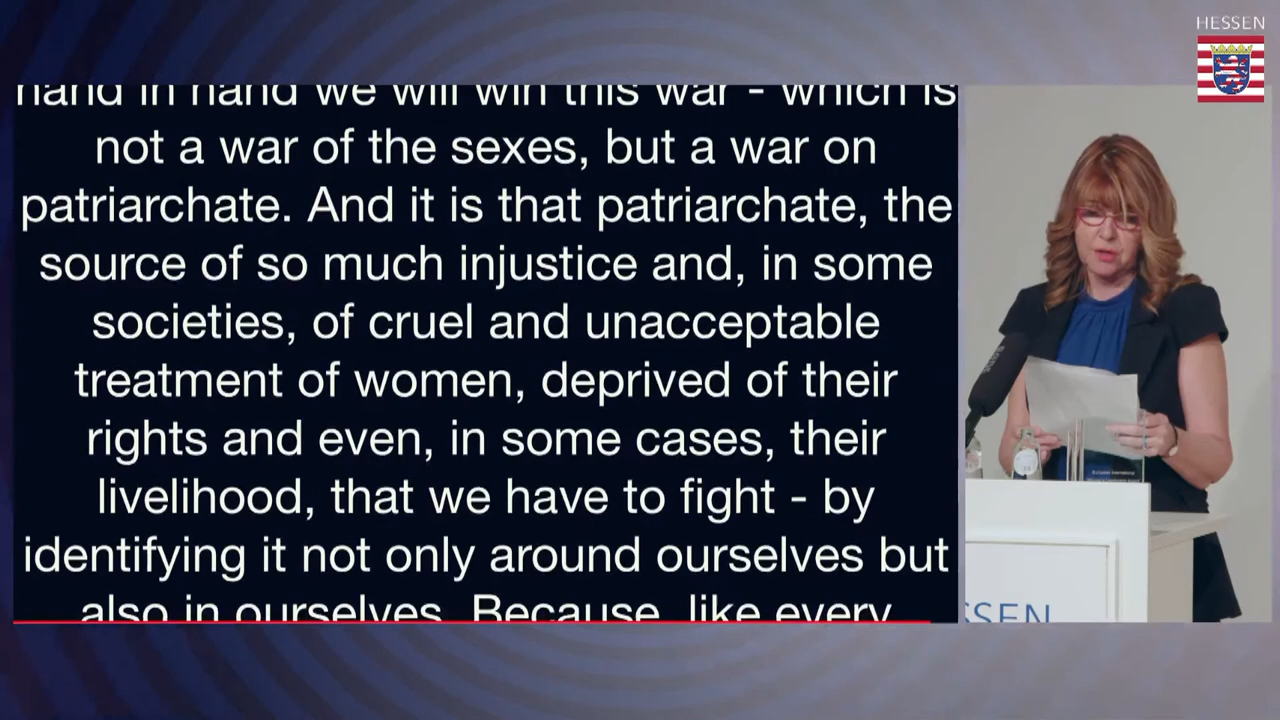 HESSEN
hand in hand we will win this war - which is
not a war of the sexes, but a war on
patriarchate. And it is that patriarchate, the
source of so much injustice and, in some
societies, of cruel and unacceptable
treatment of women, deprived of their
rights and even, in some cases, their
livelihood, that we have to fight - by
identifying it not only around ourselves but
also in ourselves. Because, like every
SSEN